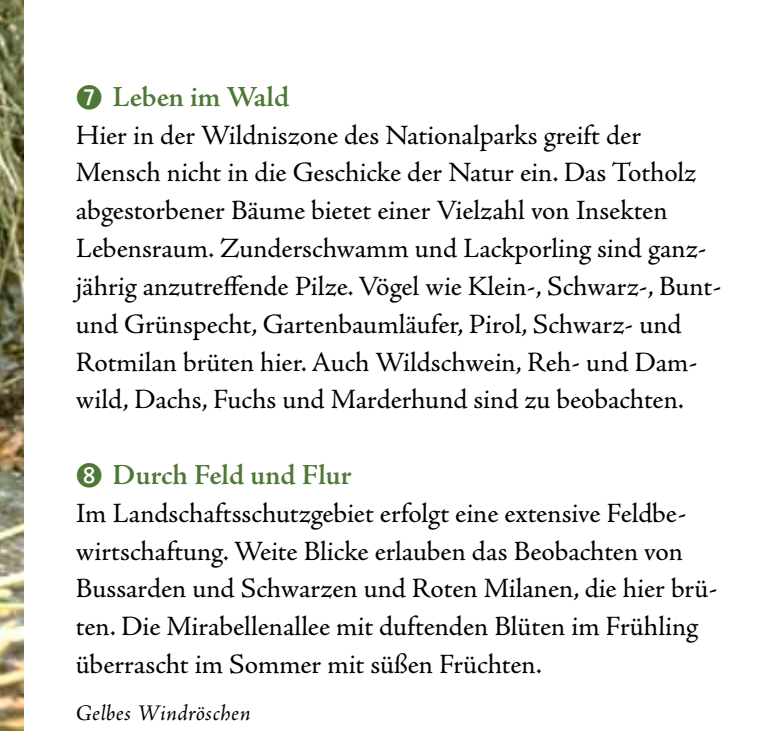 ❼ Leben im Wald
Hier in der Wildniszone des Nationalparks greift der
Mensch nicht in die Geschicke der Natur ein. Das Totholz
abgestorbener Bäume bietet einer Vielzahl von Insekten
Lebensraum. Zunderschwamm und Lackporling sind ganz-
jährig anzutreffende Pilze. Vögel wie Klein-, Schwarz-, Bunt-
und Grünspecht, Gartenbaumläufer, Pirol, Schwarz- und
Rotmilan brüten hier. Auch Wildschwein, Reh- und Dam-
wild, Dachs, Fuchs und Marderhund sind zu beobachten.
❽ Durch Feld und Flur
Im Landschaftsschutzgebiet erfolgt eine extensive Feldbe-
wirtschaftung. Weite Blicke erlauben das Beobachten von
Bussarden und Schwarzen und Roten Milanen, die hier brü-
ten. Die Mirabellenallee mit duftenden Blüten im Frühling
überrascht im Sommer mit süßen Früchten.
Gelbes Windröschen